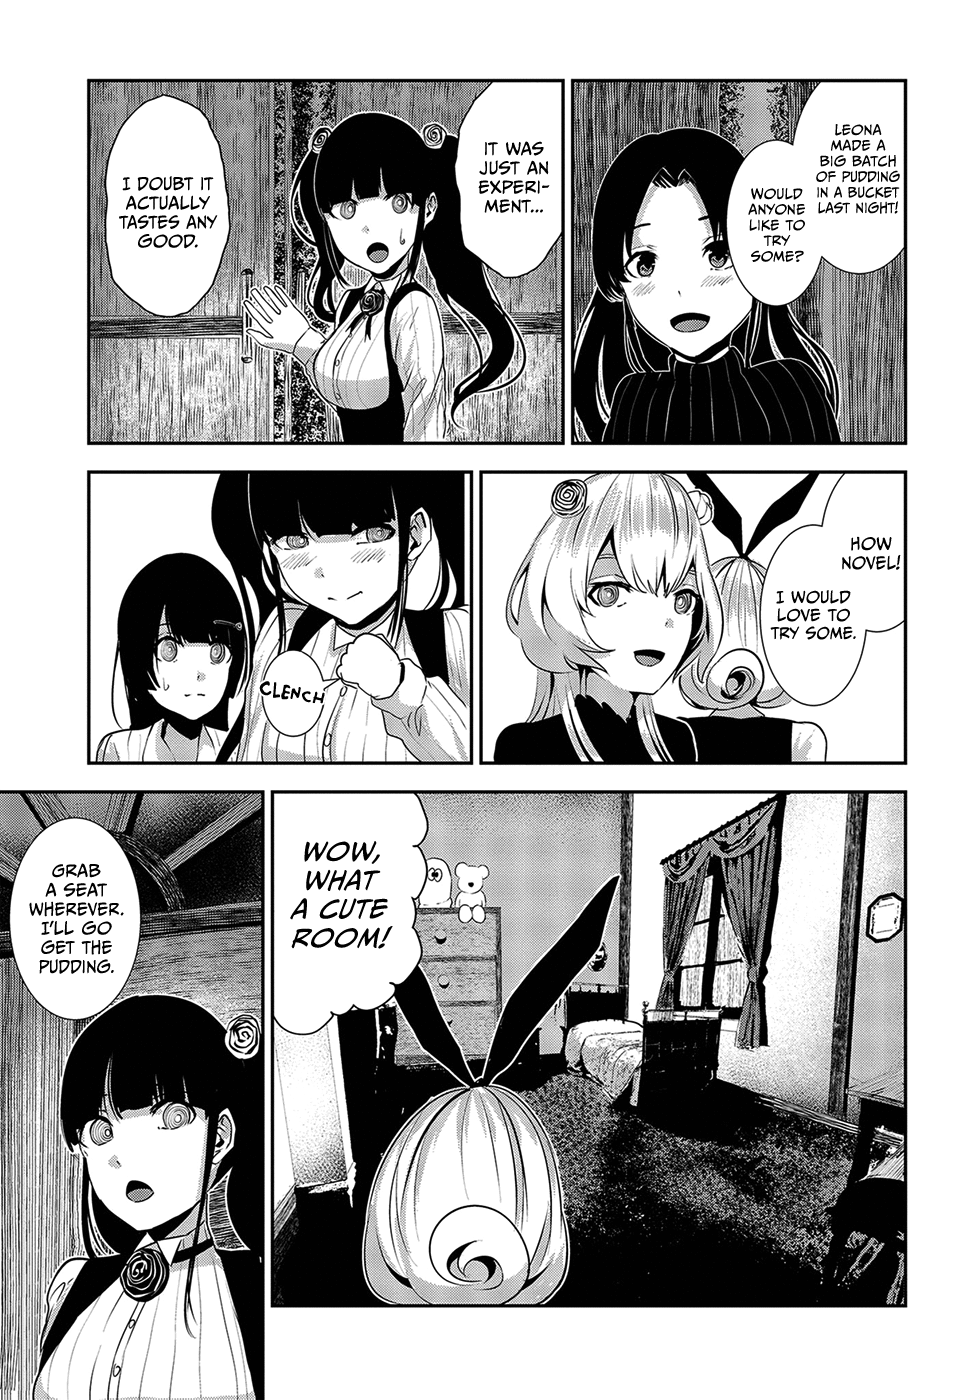 LEONA
MADE A
BIG BATCH
OF PUDDING
IN A BUCKET
LAST NIGHT!
WOULD
ANYONE
LIKE TO
TRY
SOME?
IT WAS
JUST AN
EXPERI-
MENT...
I DOUBT IT
ACTUALLY
TASTES ANY
GOOD.
HOW
NOVEL!
I WOULD
LOVE TO
TRY SOME.
CLENCH
WOW,
WHAT
A CUTE
ROOM!
GRAB
A SEAT
WHEREVER.
I'LL GO
GET THE
PUDDING.